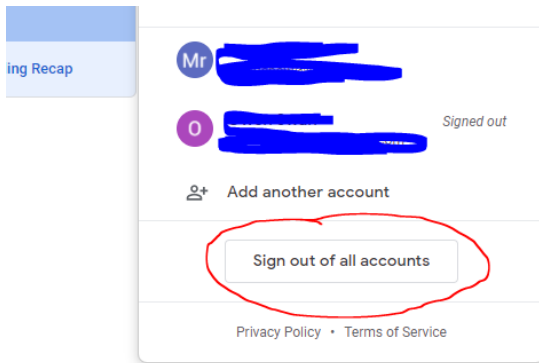 ing Recap
Mr
O
Signed out
Add another account
Sign out of all accounts
Privacy Policy • Terms of Service